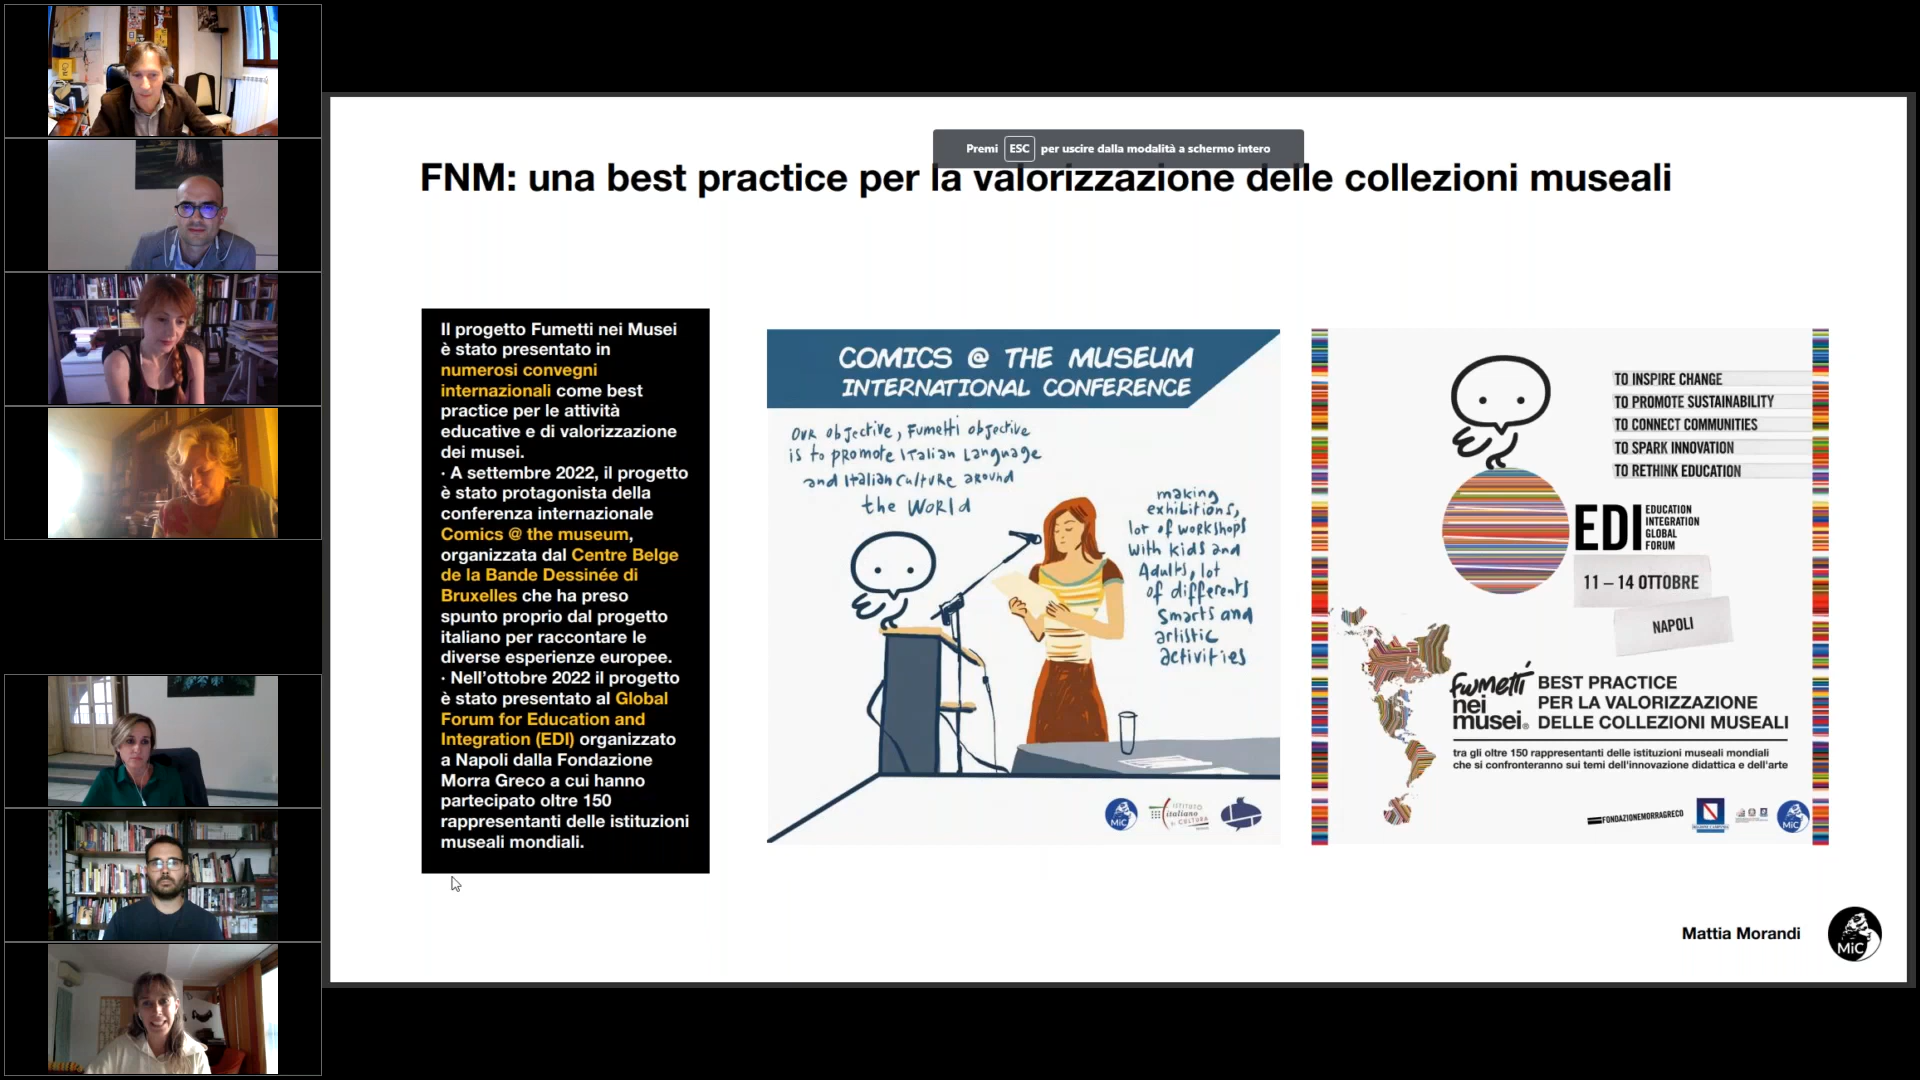 Premi ESC per uscire dalla modalità a schermo intero
FNM: una best practice per la valorizzazione delle collezioni museali
Il progetto Fumetti nei Musei
è stato presentato in
numerosi convegni
internazionali come best
practice per le attività
educative e di valorizzazione
dei musei.
· A settembre 2022, il progetto
è stato protagonista della
conferenza internazionale
Comics @ the museum,
organizzata dal Centre Belge
de la Bande Dessinée di
Bruxelles che ha preso
spunto proprio dal progetto
italiano per raccontare le
diverse esperienze europee.
· Nell'ottobre 2022 il progetto
è stato presentato al Global
Forum for Education and
Integration (EDI) organizzato
a Napoli dalla Fondazione
Morra Greco a cui hanno
partecipato oltre 150
rappresentanti delle istituzioni
museali mondiali.
COMICS @ THE MUSEUM
INTERNATIONAL CONFERENCE
OUR objective, Fumetti objective
is to promote Italian Language
and Italian Culture around
the World
making
exhibitions,
lot of workshops
with kids and
Adults, lot
of differents
smarts and
artistic
activities
MiC
ISTITUTO
italiano
di CULTURA
TO INSPIRE CHANGE
TO PROMOTE SUSTAINABILITY
TO CONNECT COMMUNITIES
TO SPARK INNOVATION
TO RETHINK EDUCATION
EDI
EDUCATION
INTEGRATION
GLOBAL
FORUM
11 – 14 OTTOBRE
NAPOLI
fumetti
nei
musei®
BEST PRACTICE
PER LA VALORIZZAZIONE
DELLE COLLEZIONI MUSEALI
tra gli oltre 150 rappresentanti delle istituzioni museali mondiali
che si confronteranno sui temi dell'innovazione didattica e dell'arte
FONDAZIONEMORRAGRECO
MiC
Mattia Morandi
MiC